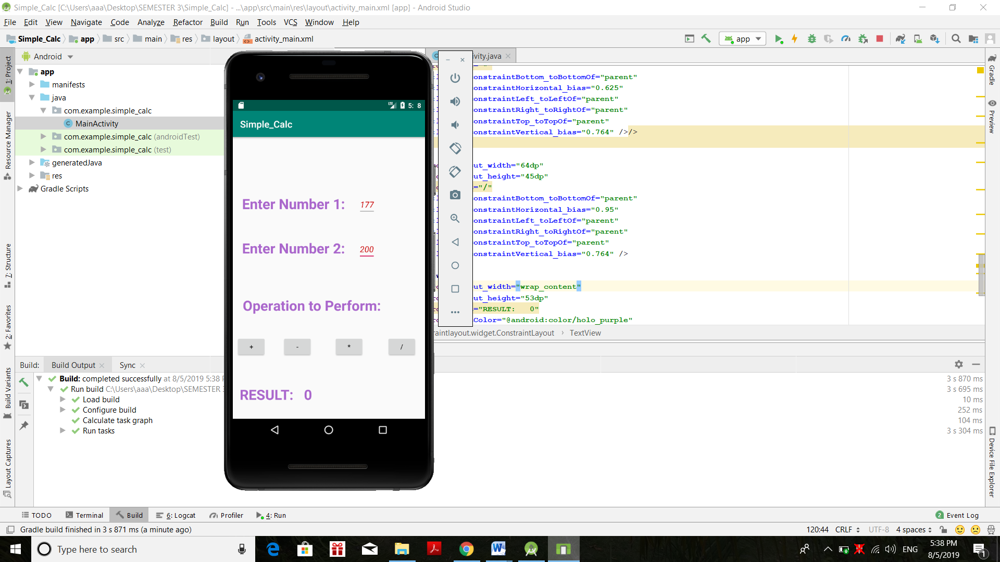 Simple_Calc [C:\Users\aaa\Desktop\SEMESTER 3\Simple_Calc] - ...\app\src\main\res\layout\activity_main.xml [app] - Android Studio
File Edit View Navigate Code Analyze Refactor Build Run Tools VCS Window Help
Simple_Calc app src main res layout activity_main.xml
app
1: Project
Resource Manager
7: Structure
2: Favorites
Build Variants
Layout Captures
Android
app
manifests
java
com.example.simple_calc
MainActivity
com.example.simple_calc (androidTest)
com.example.simple_calc (test)
generatedJava
res
Gradle Scripts
LTE 5: 8
Simple_Calc
Enter Number 1: 177
Enter Number 2: 200
Operation to Perform:
+ - * /
RESULT: 0
ivity.java
onstraintBottom_toBottomOf="parent"
onstraintHorizontal_bias="0.625"
onstraintLeft_toLeftOf="parent"
onstraintRight_toRightOf="parent"
onstraintTop_toTopOf="parent"
onstraintVertical_bias="0.764" />/>
ut_width="64dp"
ut_height="45dp"
="/"
onstraintBottom_toBottomOf="parent"
onstraintHorizontal_bias="0.95"
onstraintLeft_toLeftOf="parent"
onstraintRight_toRightOf="parent"
onstraintTop_toTopOf="parent"
onstraintVertical_bias="0.764" />
ut_width="wrap_content"
ut_height="53dp"
="RESULT:   0"
Color="@android:color/holo_purple"
raintlayout.widget.ConstraintLayout › TextView
Gradle
Preview
Device File Explorer
Build: Build Output Sync
Build: completed successfully at 8/5/2019 5:38
3 s 870 ms
Run build C:\Users\aaa\Desktop\SEMESTER
3 s 695 ms
Load build
10 ms
Configure build
252 ms
Calculate task graph
104 ms
Run tasks
3 s 304 ms
TODO Terminal Build 6: Logcat Profiler 4: Run
2 Event Log
Gradle build finished in 3 s 871 ms (a minute ago)
120:44 CRLF UTF-8 4 spaces
Type here to search
ENG
5:38 PM
8/5/2019
1